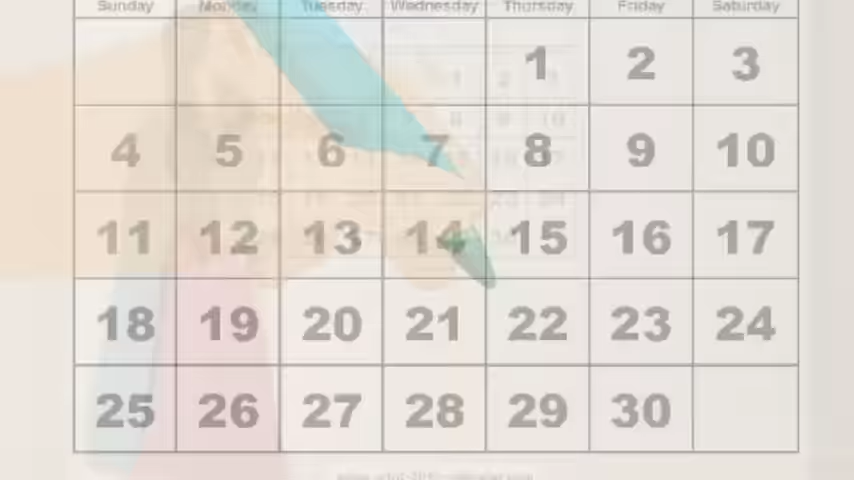 Sunday Monday Tuesday Wednesday Thursday Friday Saturday
1 2 3
4 5 6 7 8 9 10
11 12 13 14 15 16 17
18 19 20 21 22 23 24
25 26 27 28 29 30